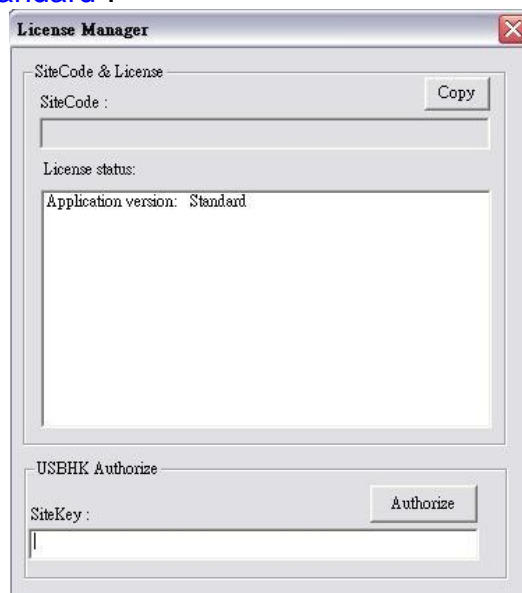 License Manager
SiteCode & License
SiteCode :
Copy
License status:
Application version: Standard
USBHK Authorize
SiteKey :
Authorize